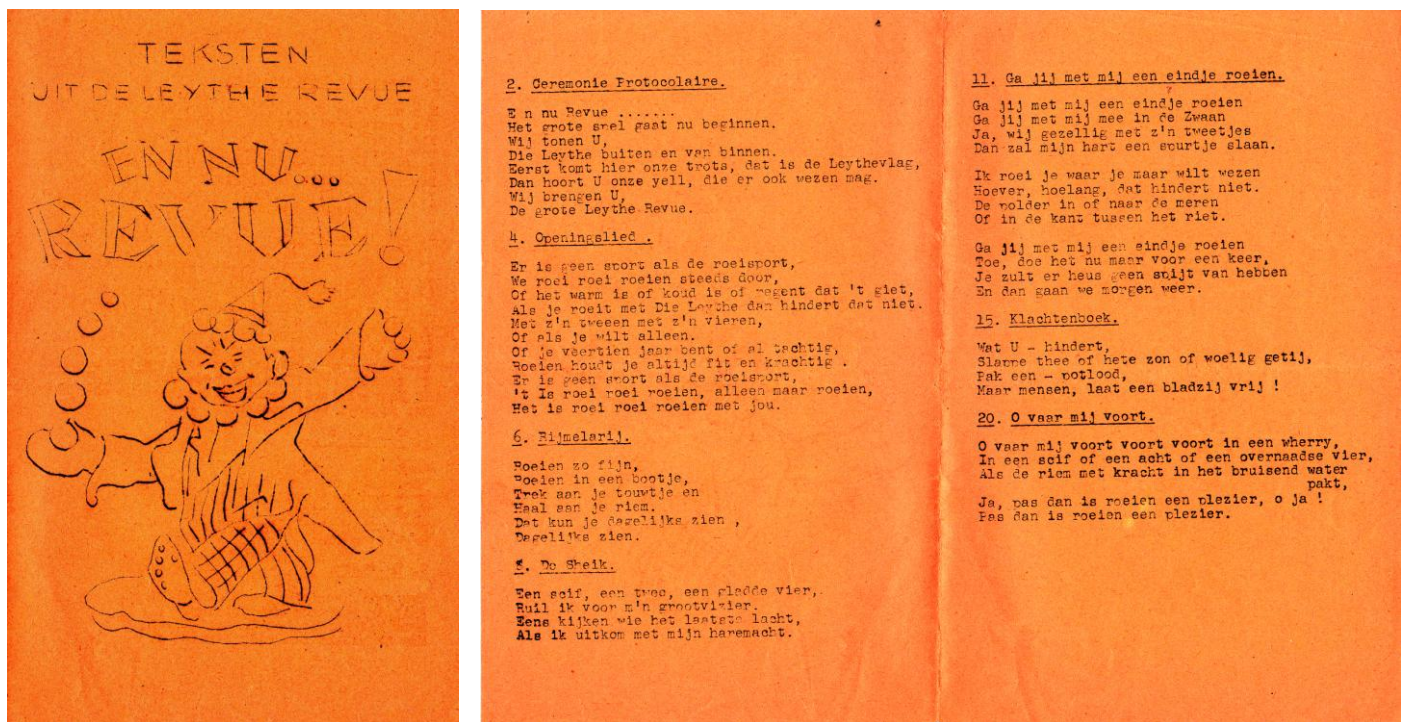 TEKSTEN
UIT DE LEYTHE REVUE
EN NU...
REVUE!
2. Ceremonie Protocolaire.
E n nu Revue .......
Het grote spel gaat nu beginnen.
Wij tonen U,
Die Leythe buiten en van binnen.
Eerst komt hier onze trots, dat is de Leythevlag,
Dan hoort U onze yell, die er ook wezen mag.
Wij brengen U,
De grote Leythe Revue.
4. Openingslied .
Er is geen sport als de roeisport,
We roei roei roeien steeds door,
Of het warm is of koud is of regent dat 't giet,
Als je roeit met Die Leythe dan hindert dat niet.
Met z'n tweeen met z'n vieren,
Of als je wilt alleen.
Of je veertien jaar bent of al tachtig,
Roeien houdt je altijd fit en krachtig .
Er is geen sport als de roeisport,
't Is roei roei roeien, alleen maar roeien,
Het is roei roei roeien met jou.
6. Rijmelarij.
Roeien zo fijn,
Roeien in een bootje,
Trek aan je touwtje en
Haal aan je riem.
Dat kun je dagelijks zien ,
Dagelijks zien.
De Sheik.
Een scif, een twee, een gladde vier,
Ruil ik voor m'n grootvizier.
Eens kijken wie het laatste lacht,
Als ik uitkom met mijn haremacht.
11. Ga jij met mij een eindje roeien.
?
Ga jij met mij een eindje roeien
Ga jij met mij mee in de Zwaan
Ja, wij gezellig met z'n tweetjes
Dan zal mijn hart een spurtje slaan.
Ik roei je waar je maar wilt wezen
Hoever, hoelang, dat hindert niet.
De polder in of naar de meren
Of in de kant tussen het riet.
Ga jij met mij een eindje roeien
Toe, doe het nu maar voor een keer,
Je zult er heus geen spijt van hebben
En dan gaan we morgen weer.
15. Klachtenboek.
Wat U - hindert,
Slappe thee of hete zon of woelig getij,
Pak een - potlood,
Maar mensen, laat een bladzij vrij !
20. O vaar mij voort.
O vaar mij voort voort voort in een wherry,
In een scif of een acht of een overnaadse vier,
Als de riem met kracht in het bruisend water
pakt,
Ja, pas dan is roeien een plezier, o ja !
Pas dan is roeien een plezier.